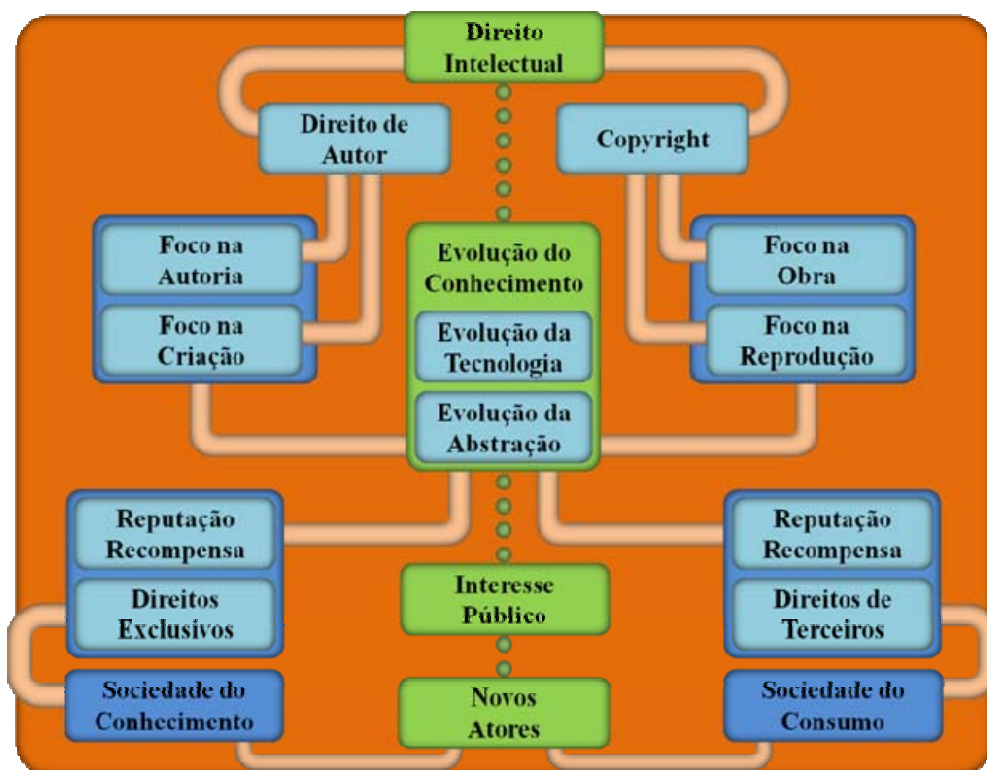 Direito
Intelectual
Direito de
Autor
Copyright
Foco na
Autoria
Foco na
Criação
Evolução do
Conhecimento
Evolução da
Tecnologia
Evolução da
Abstração
Foco na
Obra
Foco na
Reprodução
Reputação
Recompensa
Direitos
Exclusivos
Sociedade do
Conhecimento
Interesse
Público
Novos
Atores
Reputação
Recompensa
Direitos de
Terceiros
Sociedade do
Consumo